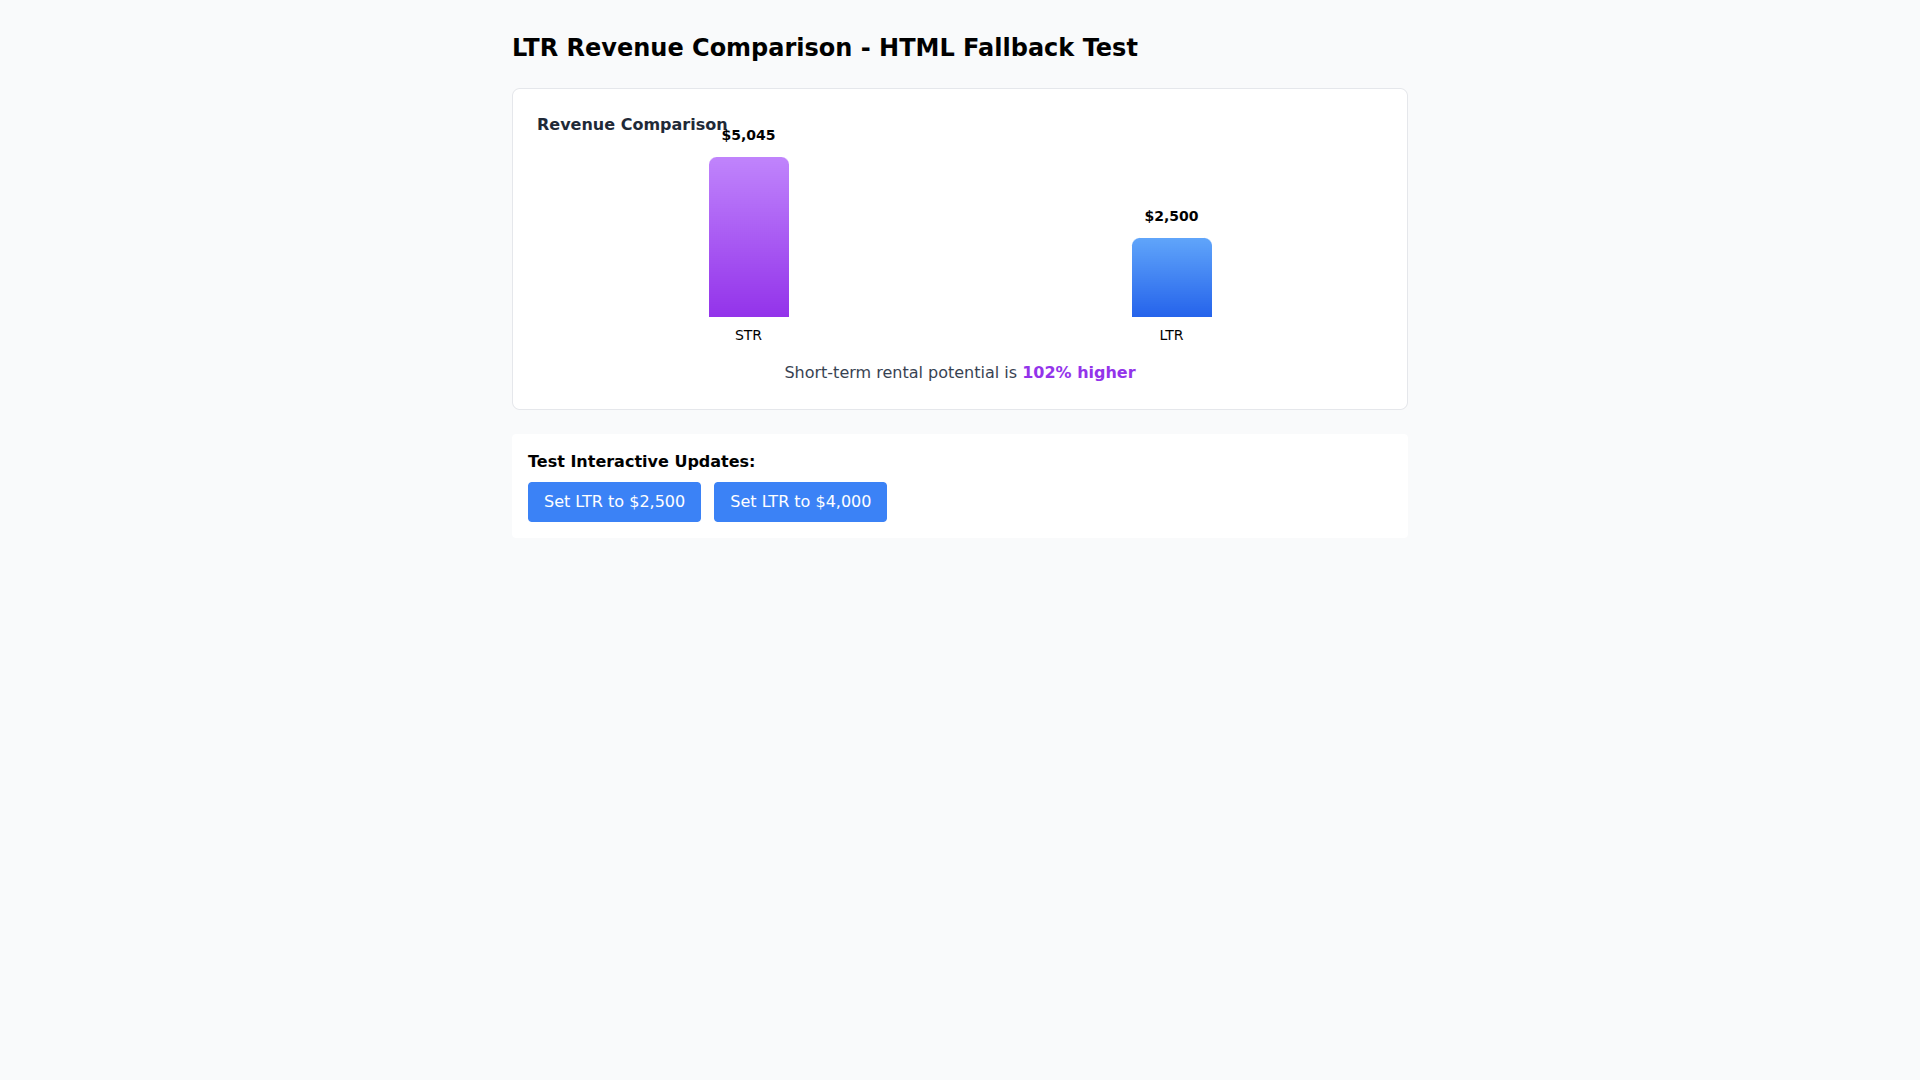 LTR Revenue Comparison - HTML Fallback Test
Revenue Comparison
$5,045
$2,500
STR
LTR
Short-term rental potential is 102% higher
Test Interactive Updates:
Set LTR to $2,500
Set LTR to $4,000